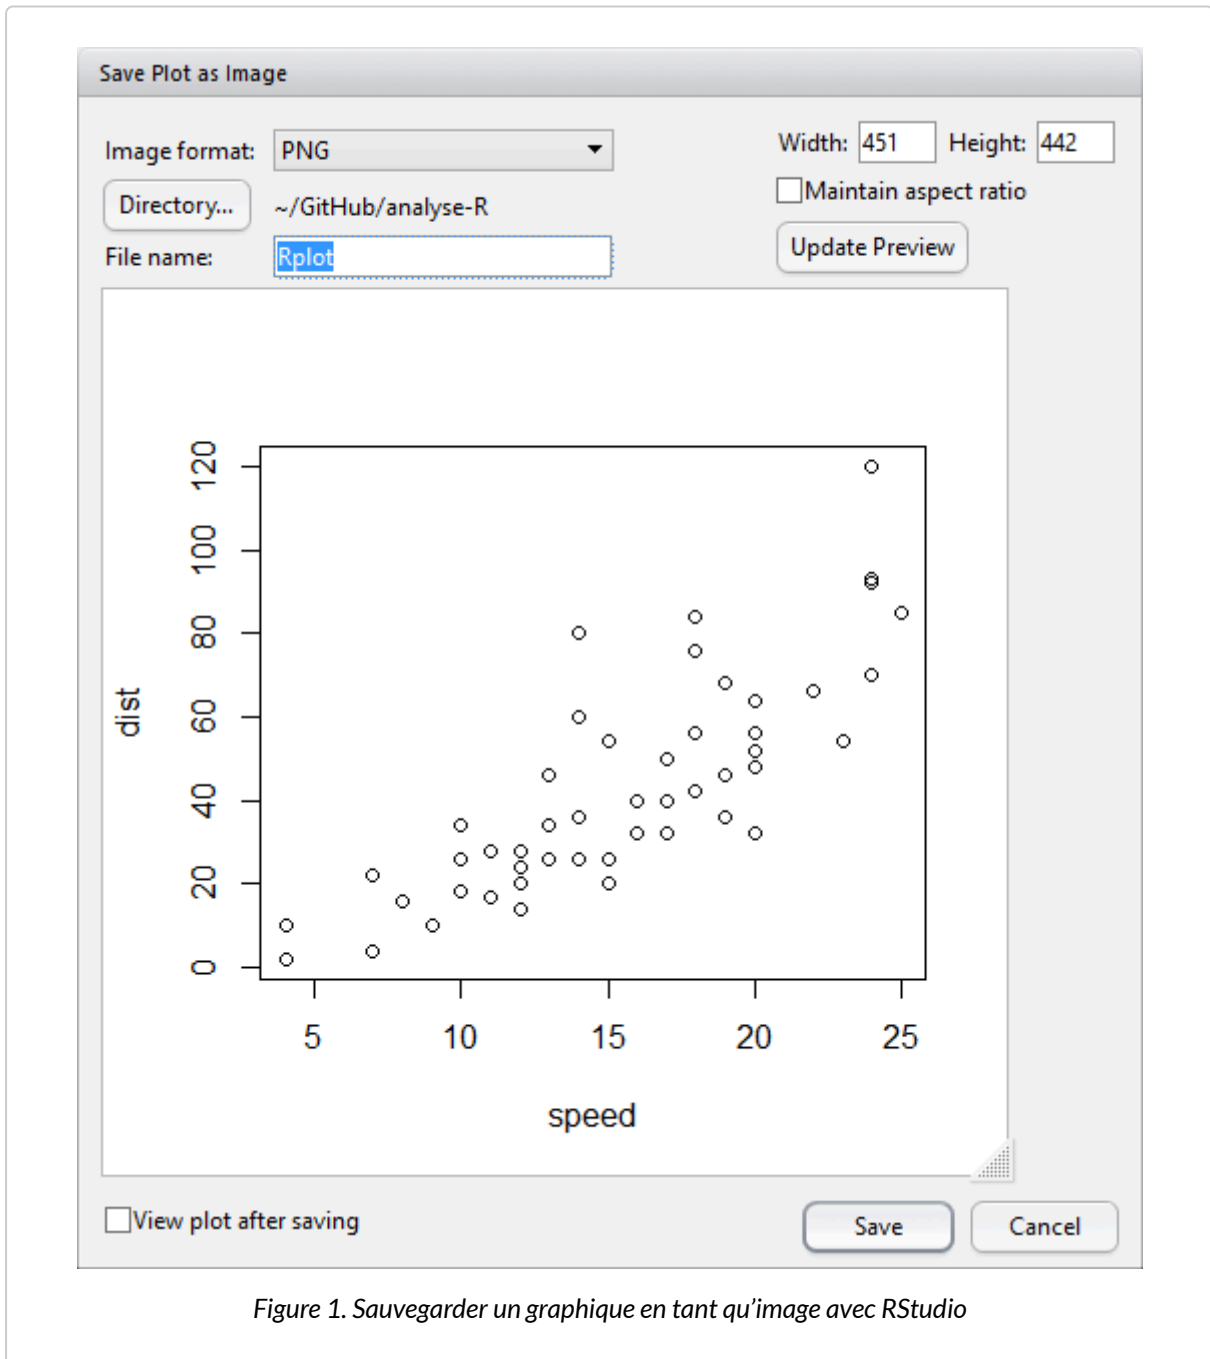 Save Plot as Image
Image format: PNG
Width: 451 Height: 442
Directory... ~/GitHub/analyse-R
Maintain aspect ratio
File name: Rplot
Update Preview
120
100
80
60
40
20
0
dist
5 10 15 20 25
speed
View plot after saving
Save Cancel
Figure 1. Sauvegarder un graphique en tant qu’image avec RStudio